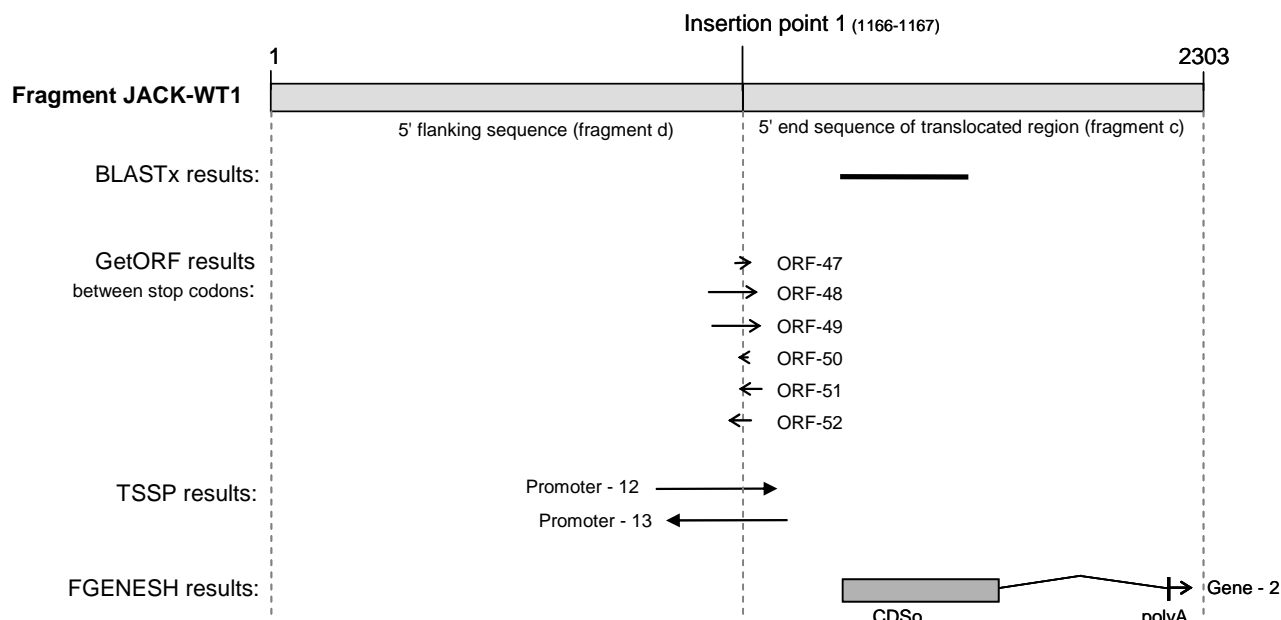 Insertion point 1 (1166-1167)
1
2303
Fragment JACK-WT1
5' flanking sequence (fragment d)
5' end sequence of translocated region (fragment c)
BLASTx results:
GetORF results
between stop codons:
ORF-47
ORF-48
ORF-49
ORF-50
ORF-51
ORF-52
TSSP results:
Promoter - 12
Promoter - 13
FGENESH results:
Gene - 2
CDSo
polyA